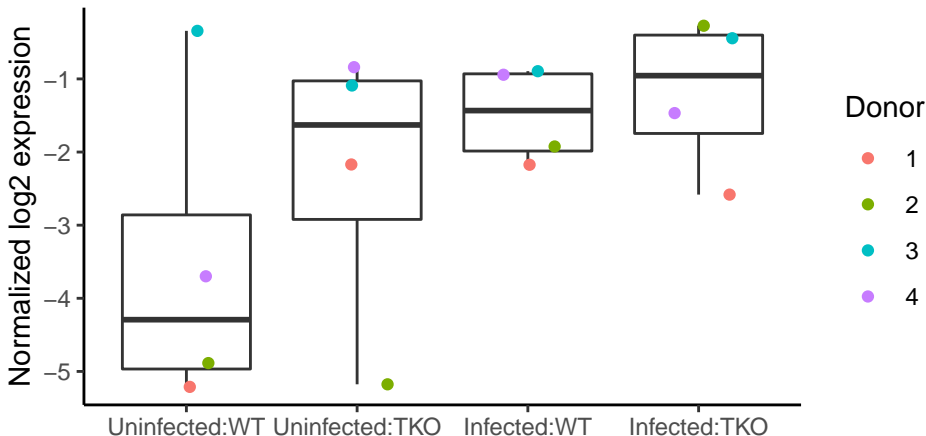 Normalized log2 expression
−1
−2
−3
−4
−5
Uninfected:WT
Uninfected:TKO
Infected:WT
Infected:TKO
Donor
1
2
3
4